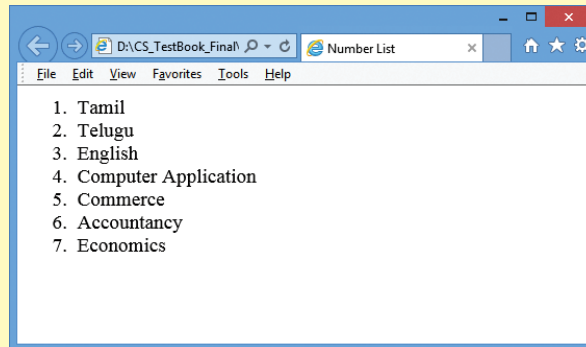 D:\CS_TestBook_Final\ Number List
File Edit View Favorites Tools Help
1. Tamil
2. Telugu
3. English
4. Computer Application
5. Commerce
6. Accountancy
7. Economics